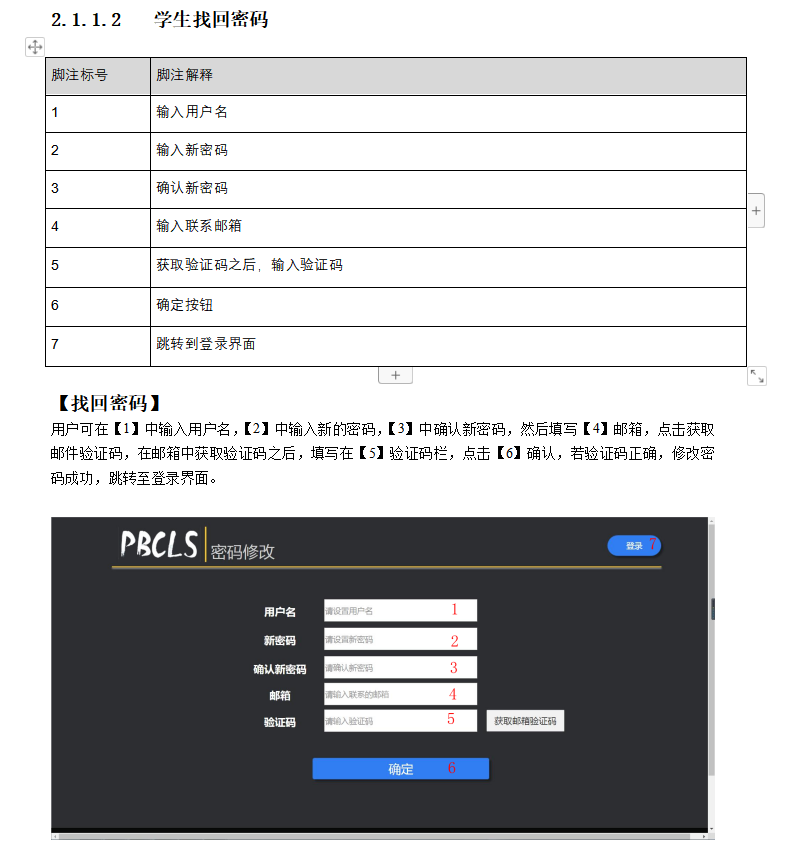 2.1.1.2 学生找回密码
脚注标号 脚注解释
1 输入用户名
2 输入新密码
3 确认新密码
4 输入联系邮箱
5 获取验证码之后，输入验证码
6 确定按钮
7 跳转到登录界面
【找回密码】
用户可在【1】中输入用户名，【2】中输入新的密码，【3】中确认新密码，然后填写【4】邮箱，点击获取
邮件验证码，在邮箱中获取验证码之后，填写在【5】验证码栏，点击【6】确认，若验证码正确，修改密
码成功，跳转至登录界面。
PBCLS 密码修改 登录 7
用户名 请设置用户名 1
新密码 请设置新密码 2
确认新密码 请确认新密码 3
邮箱 请输入联系的邮箱 4
验证码 请输入验证码 5 获取邮箱验证码
确定 6